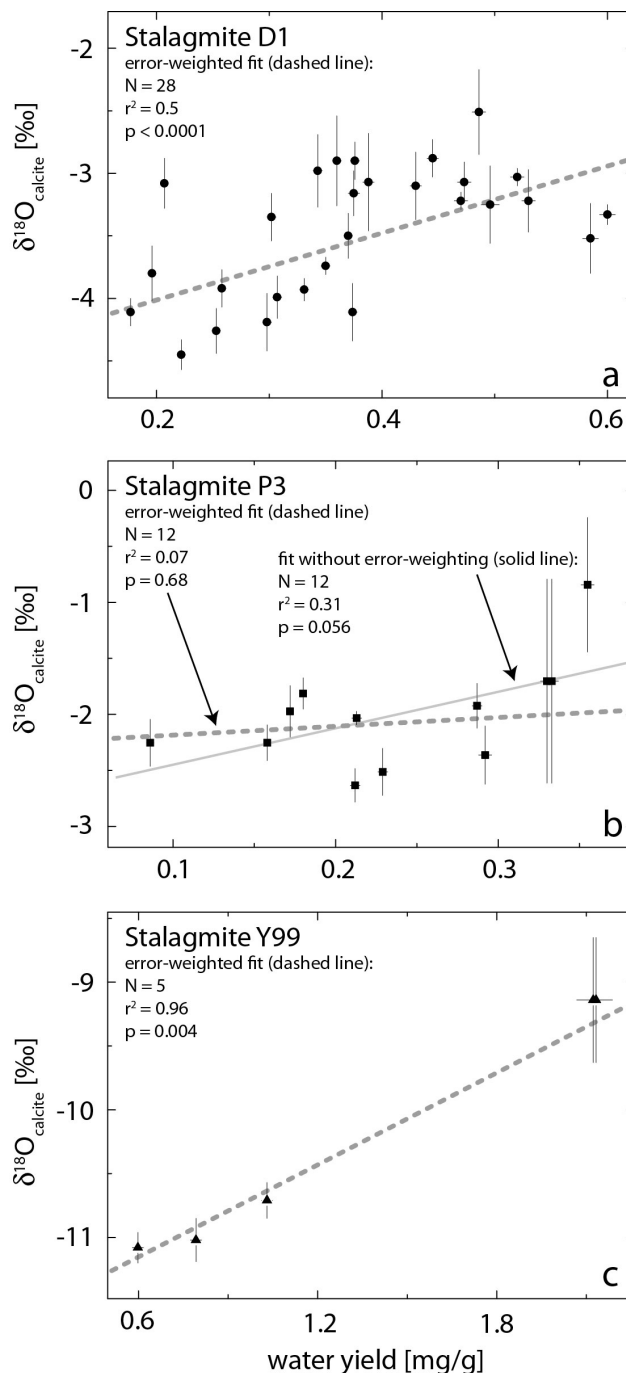 Stalagmite D1
error-weighted fit (dashed line):
N = 28
r² = 0.5
p < 0.0001
δ¹⁸Ocalcite [‰]
-2
-3
-4
0.2
0.4
0.6
a
Stalagmite P3
error-weighted fit (dashed line)
N = 12
r² = 0.07
p = 0.68
fit without error-weighting (solid line):
N = 12
r² = 0.31
p = 0.056
δ¹⁸Ocalcite [‰]
0
-1
-2
-3
0.1
0.2
0.3
b
Stalagmite Y99
error-weighted fit (dashed line):
N = 5
r² = 0.96
p = 0.004
δ¹⁸Ocalcite [‰]
-9
-10
-11
0.6
1.2
1.8
c
water yield [mg/g]